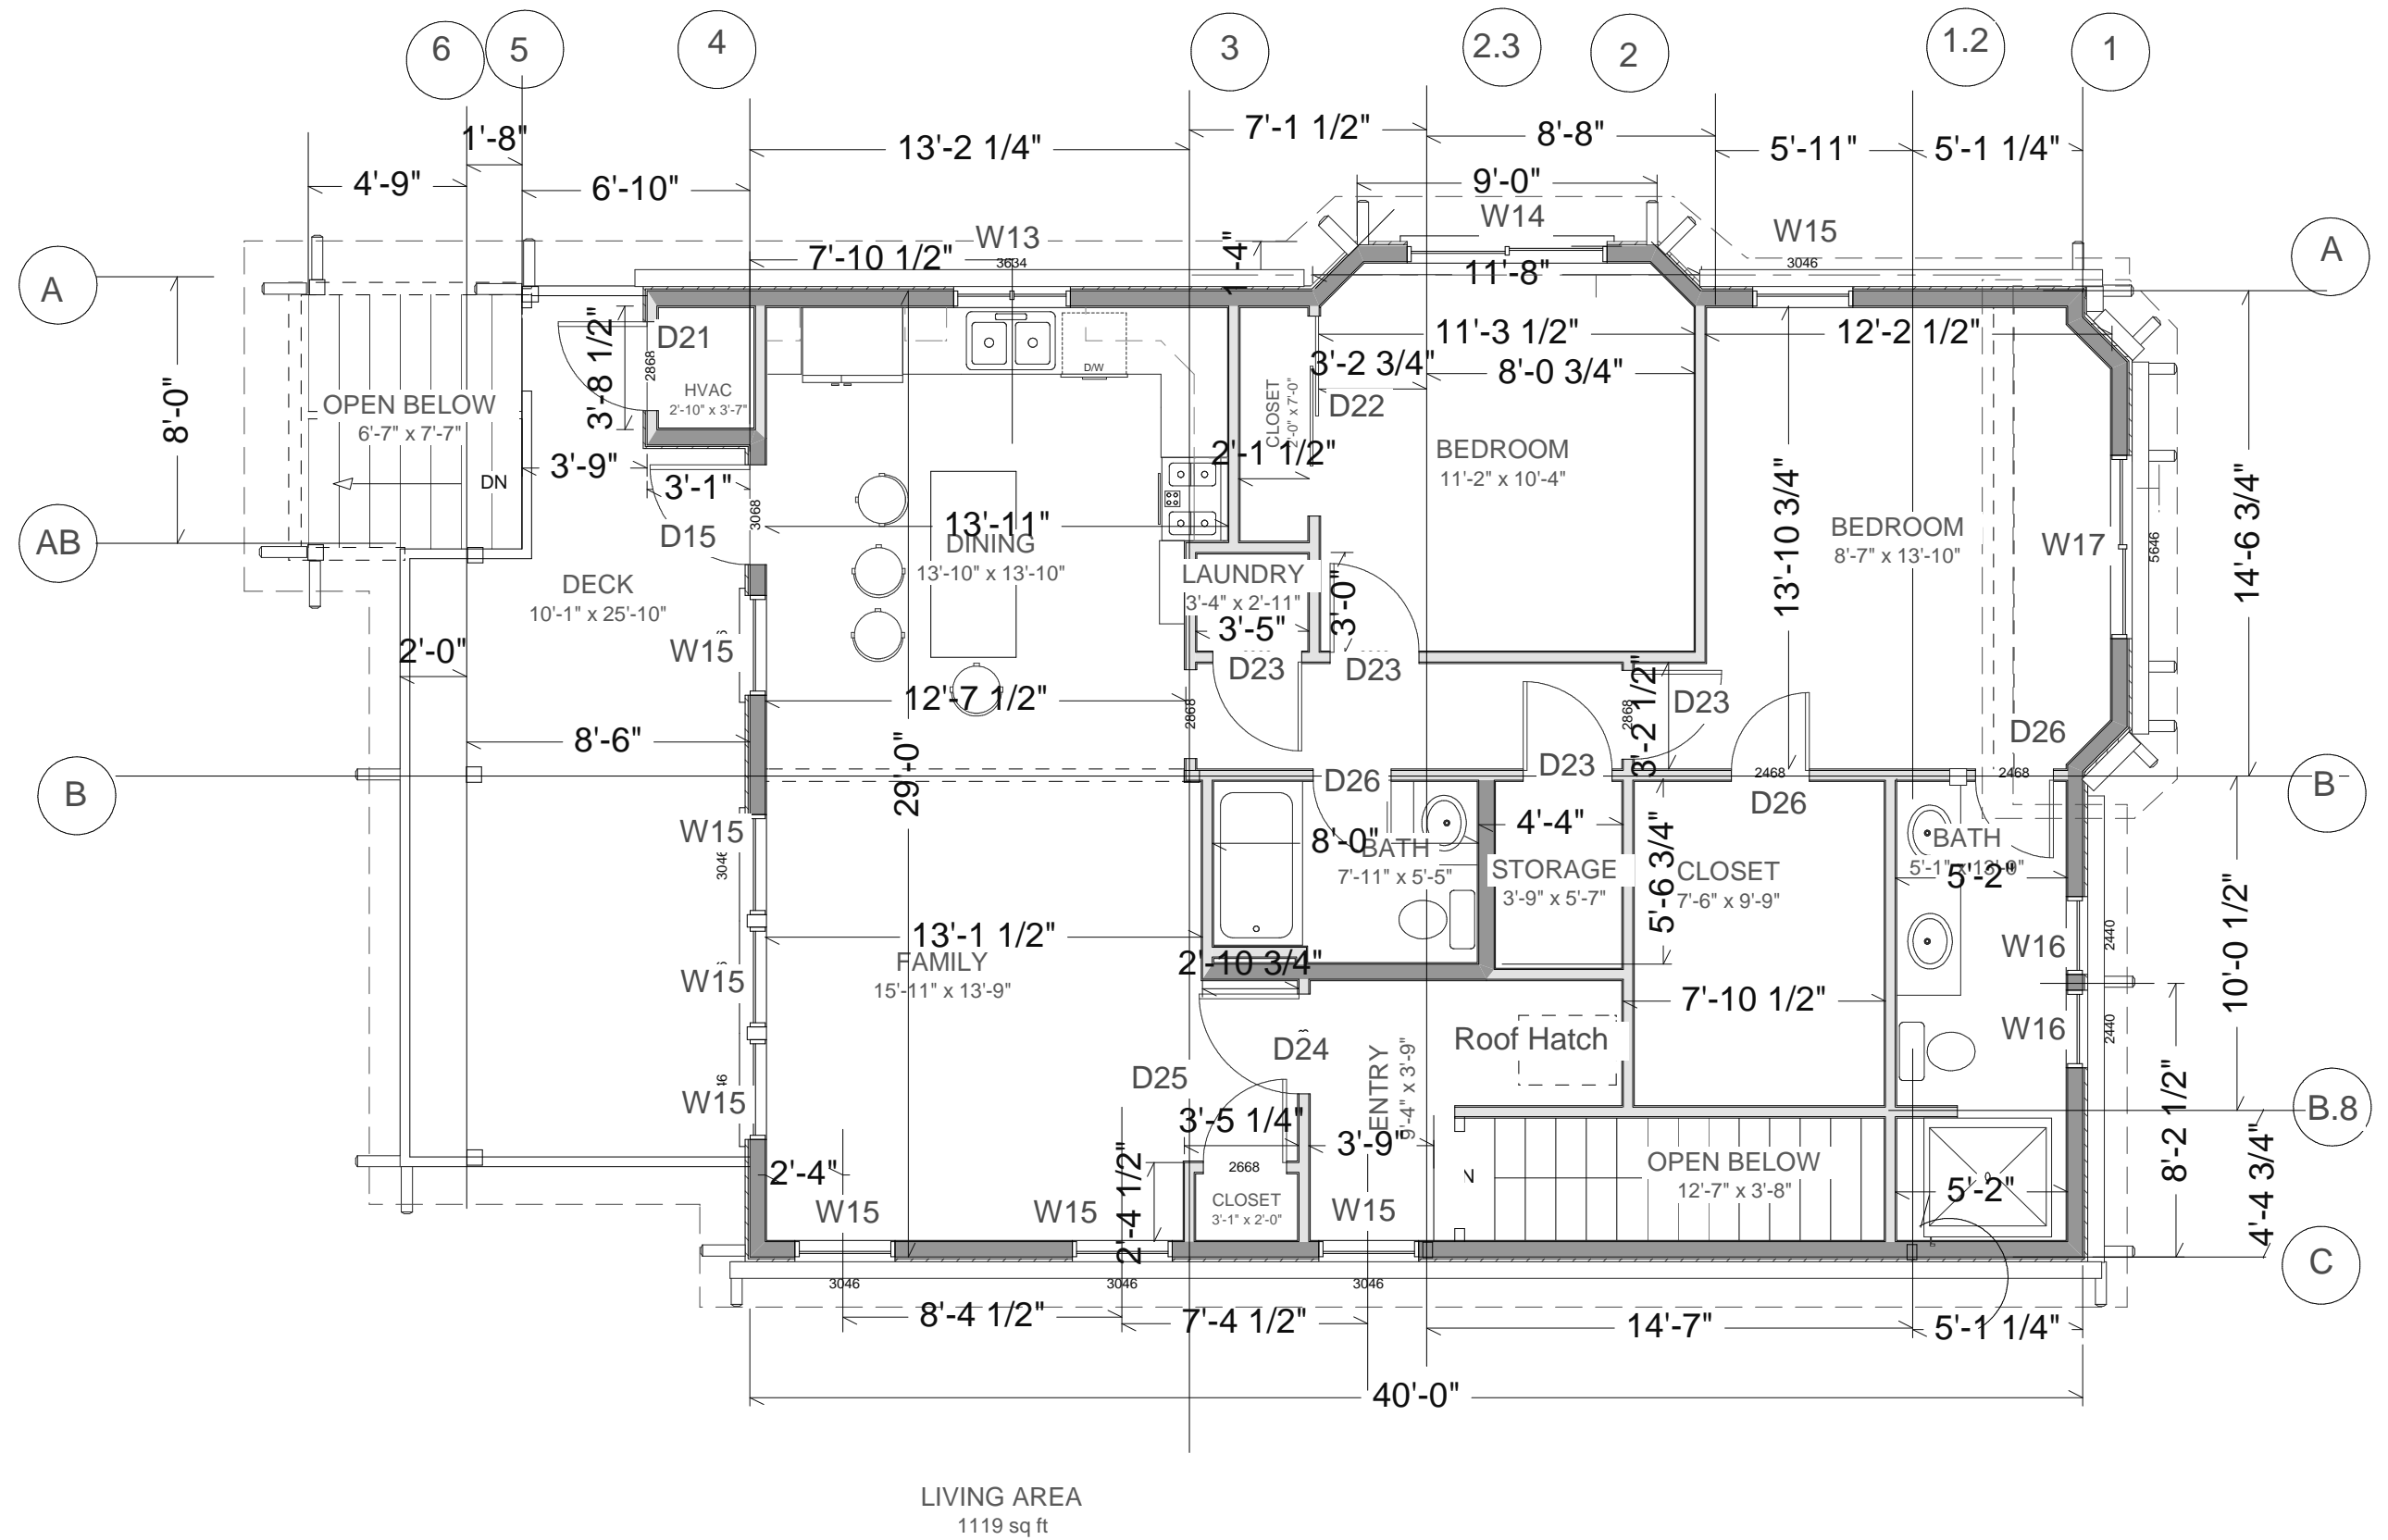 6
5
4
3
2.3
2
1.2
1
1'-8"
13'-2 1/4"
7'-1 1/2"
8'-8"
5'-11"
5'-1 1/4"
4'-9"
6'-10"
9'-0"
W14
W15
W13
7'-10 1/2"
3634
1'-4"
11'-8"
3046
A
A
D21
3'-8 1/2"
2868
HVAC
2'-10" x 3'-7"
D/W
11'-3 1/2"
12'-2 1/2"
3'-2 3/4"
8'-0 3/4"
D22
CLOSET
2'-0" x 7'-0"
2'-1 1/2"
OPEN BELOW
6'-7" x 7'-7"
8'-0"
DN
3'-9"
3'-1"
BEDROOM
11'-2" x 10'-4"
3068
D15
13'-11"
DINING
13'-10" x 13'-10"
13'-10 3/4"
BEDROOM
8'-7" x 13'-10"
W17
5646
14'-6 3/4"
AB
DECK
10'-1" x 25'-10"
LAUNDRY
3'-4" x 2'-11"
3'-5"
3'-0"
2'-0"
W15
D23
D23
12'-7 1/2"
2868
2868
3'-2 1/2"
D23
D26
8'-6"
29'-0"
B
B
D26
D23
2468
D26
2468
W15
3046
8'-0"
BATH
7'-11" x 5'-5"
4'-4"
STORAGE
3'-9" x 5'-7"
5'-6 3/4"
CLOSET
7'-6" x 9'-9"
BATH
5'-2"
10'-0 1/2"
13'-1 1/2"
FAMILY
15'-11" x 13'-9"
2'-10 3/4"
W15
W16
2440
7'-10 1/2"
W16
2440
Roof Hatch
D24
D25
ENTRY
9'-4" x 3'-9"
W15
3'-5 1/4"
3'-9"
B.8
8'-2 1/2"
4'-4 3/4"
2'-4"
2'-4 1/2"
2668
CLOSET
3'-1" x 2'-0"
OPEN BELOW
12'-7" x 3'-8"
5'-2"
W15
W15
W15
C
3046
3046
3046
8'-4 1/2"
7'-4 1/2"
14'-7"
5'-1 1/4"
40'-0"
LIVING AREA
1119 sq ft